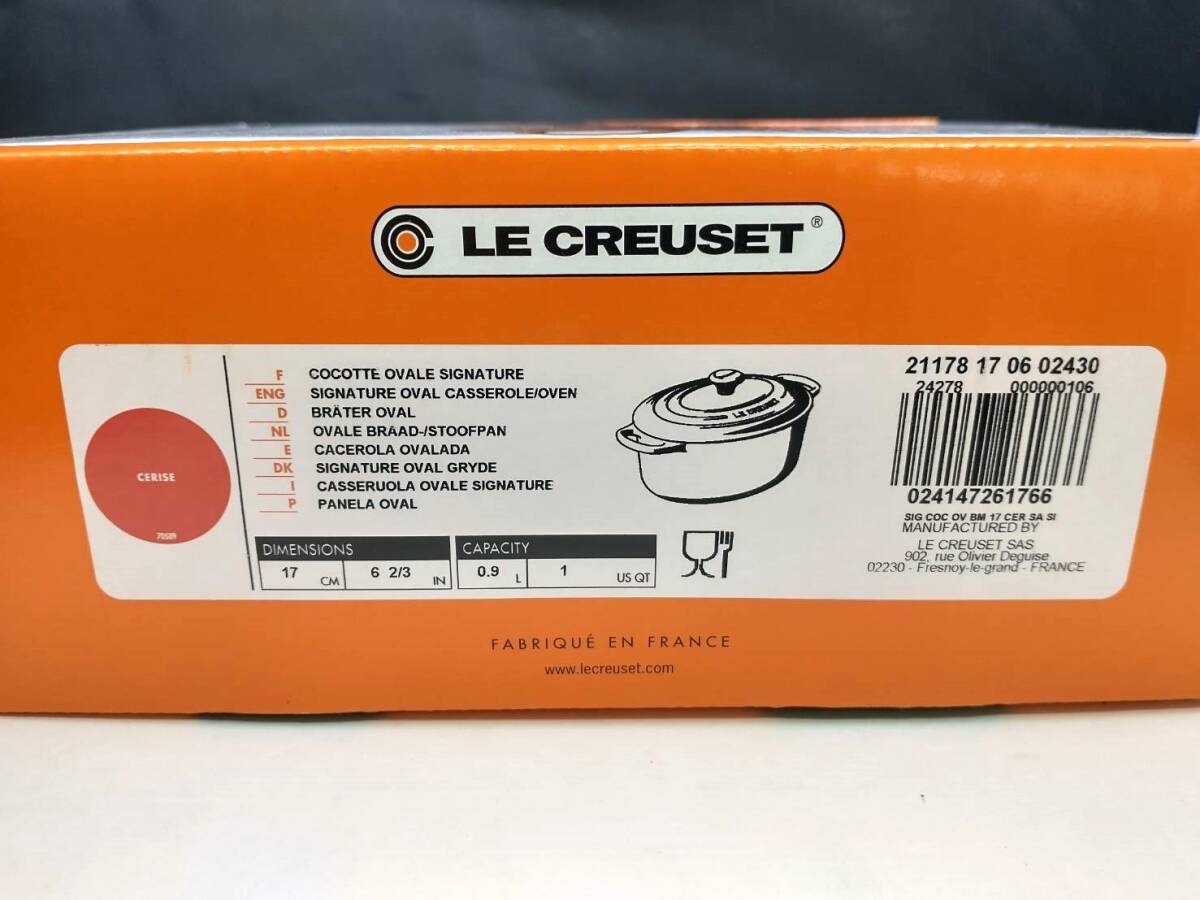 LE CREUSET ®
F COCOTTE OVALE SIGNATURE
ENG SIGNATURE OVAL CASSEROLE/OVEN
D BRÄTER OVAL
NL OVALE BRAAD-/STOOFPAN
E CACEROLA OVALADA
DK SIGNATURE OVAL GRYDE
I CASSERUOLA OVALE SIGNATURE
P PANELA OVAL
CERISE
70589
DIMENSIONS
17 CM 6 2/3 IN
CAPACITY
0.9 L 1 US QT
LE CREUSET
21178 17 06 02430
24278 000000106
024147261766
SIG COC OV BM 17 CER SA SI
MANUFACTURED BY
LE CREUSET SAS
902, rue Olivier Deguise
02230 - Fresnoy-le-grand - FRANCE
FABRIQUÉ EN FRANCE
www.lecreuset.com